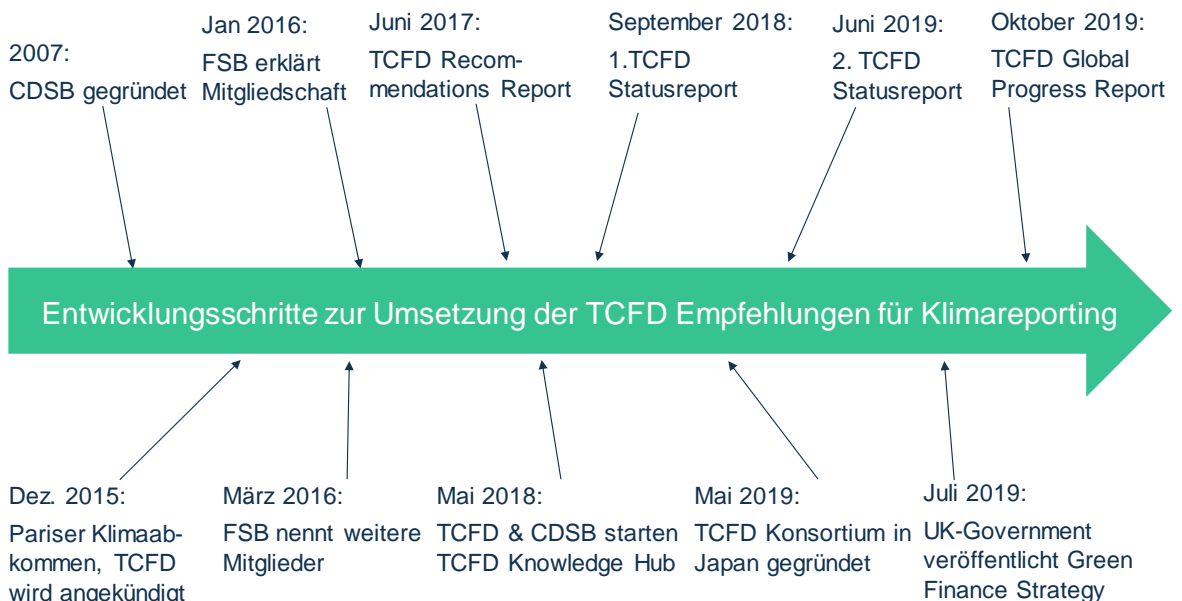 2007:
CDSB gegründet
Jan 2016:
FSB erklärt
Mitgliedschaft
Juni 2017:
TCFD Recom-
mendations Report
September 2018:
1.TCFD
Statusreport
Juni 2019:
2. TCFD
Statusreport
Oktober 2019:
TCFD Global
Progress Report
Entwicklungsschritte zur Umsetzung der TCFD Empfehlungen für Klimareporting
Dez. 2015:
Pariser Klimaab-
kommen, TCFD
wird angekündigt
März 2016:
FSB nennt weitere
Mitglieder
Mai 2018:
TCFD & CDSB starten
TCFD Knowledge Hub
Mai 2019:
TCFD Konsortium in
Japan gegründet
Juli 2019:
UK-Government
veröffentlicht Green
Finance Strategy